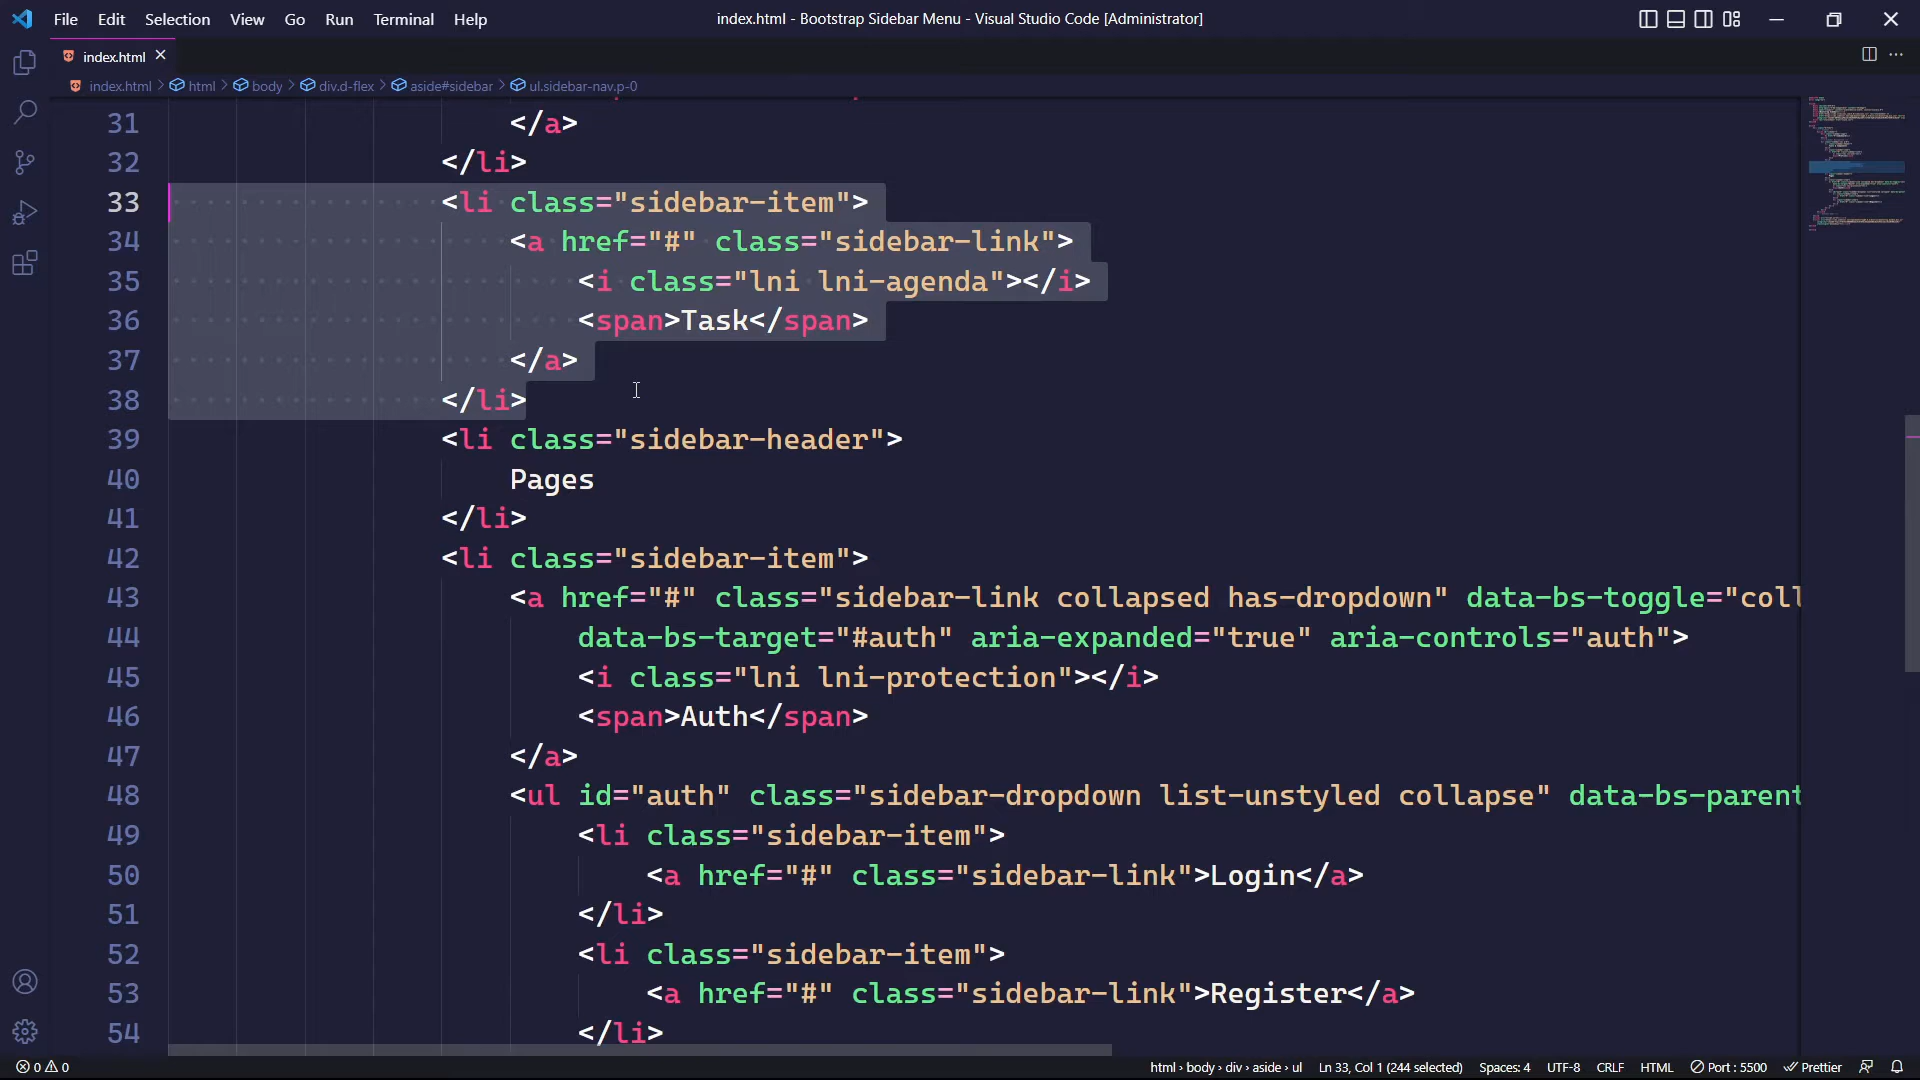 File Edit Selection View Go Run Terminal Help
index.html - Bootstrap Sidebar Menu - Visual Studio Code [Administrator]
index.html
index.html > html > body > div.d-flex > aside#sidebar > ul.sidebar-nav.p-0
31 </a>
32 </li>
33 <li class="sidebar-item">
34 <a href="#" class="sidebar-link">
35 <i class="lni lni-agenda"></i>
36 <span>Task</span>
37 </a>
38 </li>
39 <li class="sidebar-header">
40 Pages
41 </li>
42 <li class="sidebar-item">
43 <a href="#" class="sidebar-link collapsed has-dropdown" data-bs-toggle="coll
44 data-bs-target="#auth" aria-expanded="true" aria-controls="auth">
45 <i class="lni lni-protection"></i>
46 <span>Auth</span>
47 </a>
48 <ul id="auth" class="sidebar-dropdown list-unstyled collapse" data-bs-parent
49 <li class="sidebar-item">
50 <a href="#" class="sidebar-link">Login</a>
51 </li>
52 <li class="sidebar-item">
53 <a href="#" class="sidebar-link">Register</a>
54 </li>
0 0 html › body › div › aside › ul Ln 33, Col 1 (244 selected) Spaces: 4 UTF-8 CRLF HTML Port : 5500 Prettier